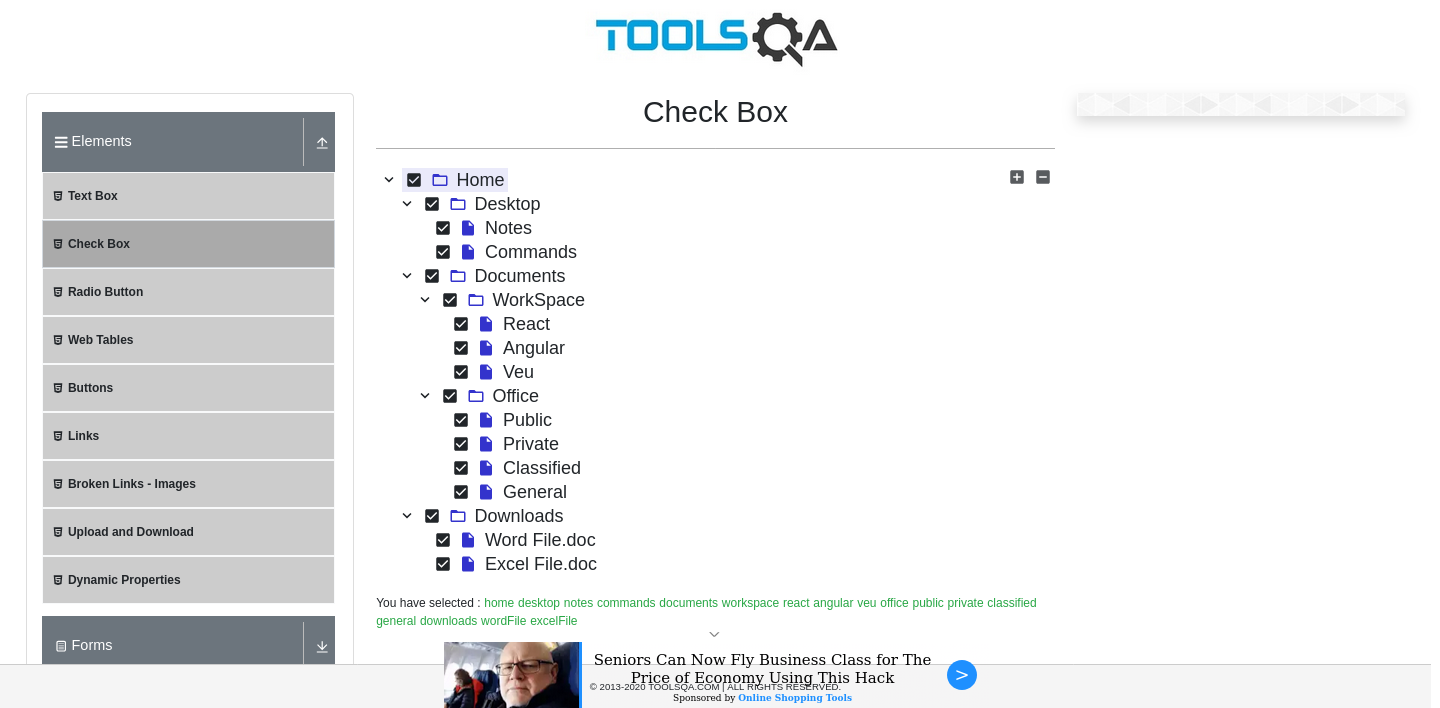 TOOLSQA
Elements
Text Box
Check Box
Radio Button
Web Tables
Buttons
Links
Broken Links - Images
Upload and Download
Dynamic Properties
Forms
Check Box
Home
Desktop
Notes
Commands
Documents
WorkSpace
React
Angular
Veu
Office
Public
Private
Classified
General
Downloads
Word File.doc
Excel File.doc
You have selected : home desktop notes commands documents workspace react angular veu office public private classified
general downloads wordFile excelFile
Seniors Can Now Fly Business Class for The
Price of Economy Using This Hack
© 2013-2020 TOOLSQA.COM | ALL RIGHTS RESERVED.
Sponsored by Online Shopping Tools